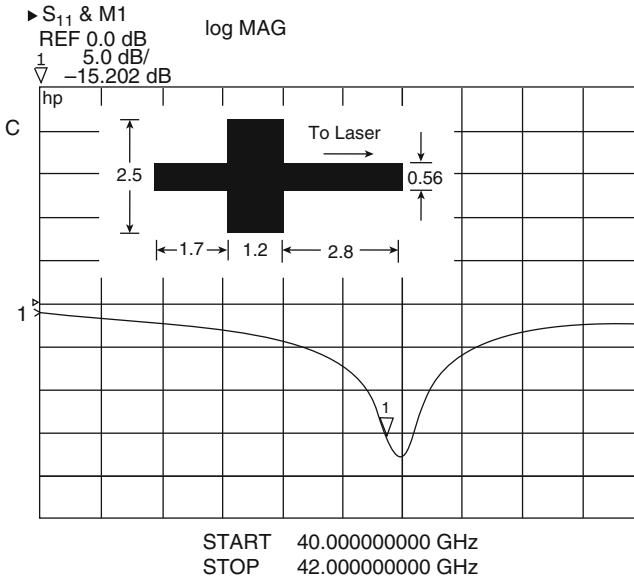 ▶ S₁₁ & M1
REF 0.0 dB
log MAG
1 5.0 dB/
▽ −15.202 dB
hp
C
To Laser
2.5
0.56
1.7
1.2
2.8
1
1
START 40.000000000 GHz
STOP 42.000000000 GHz